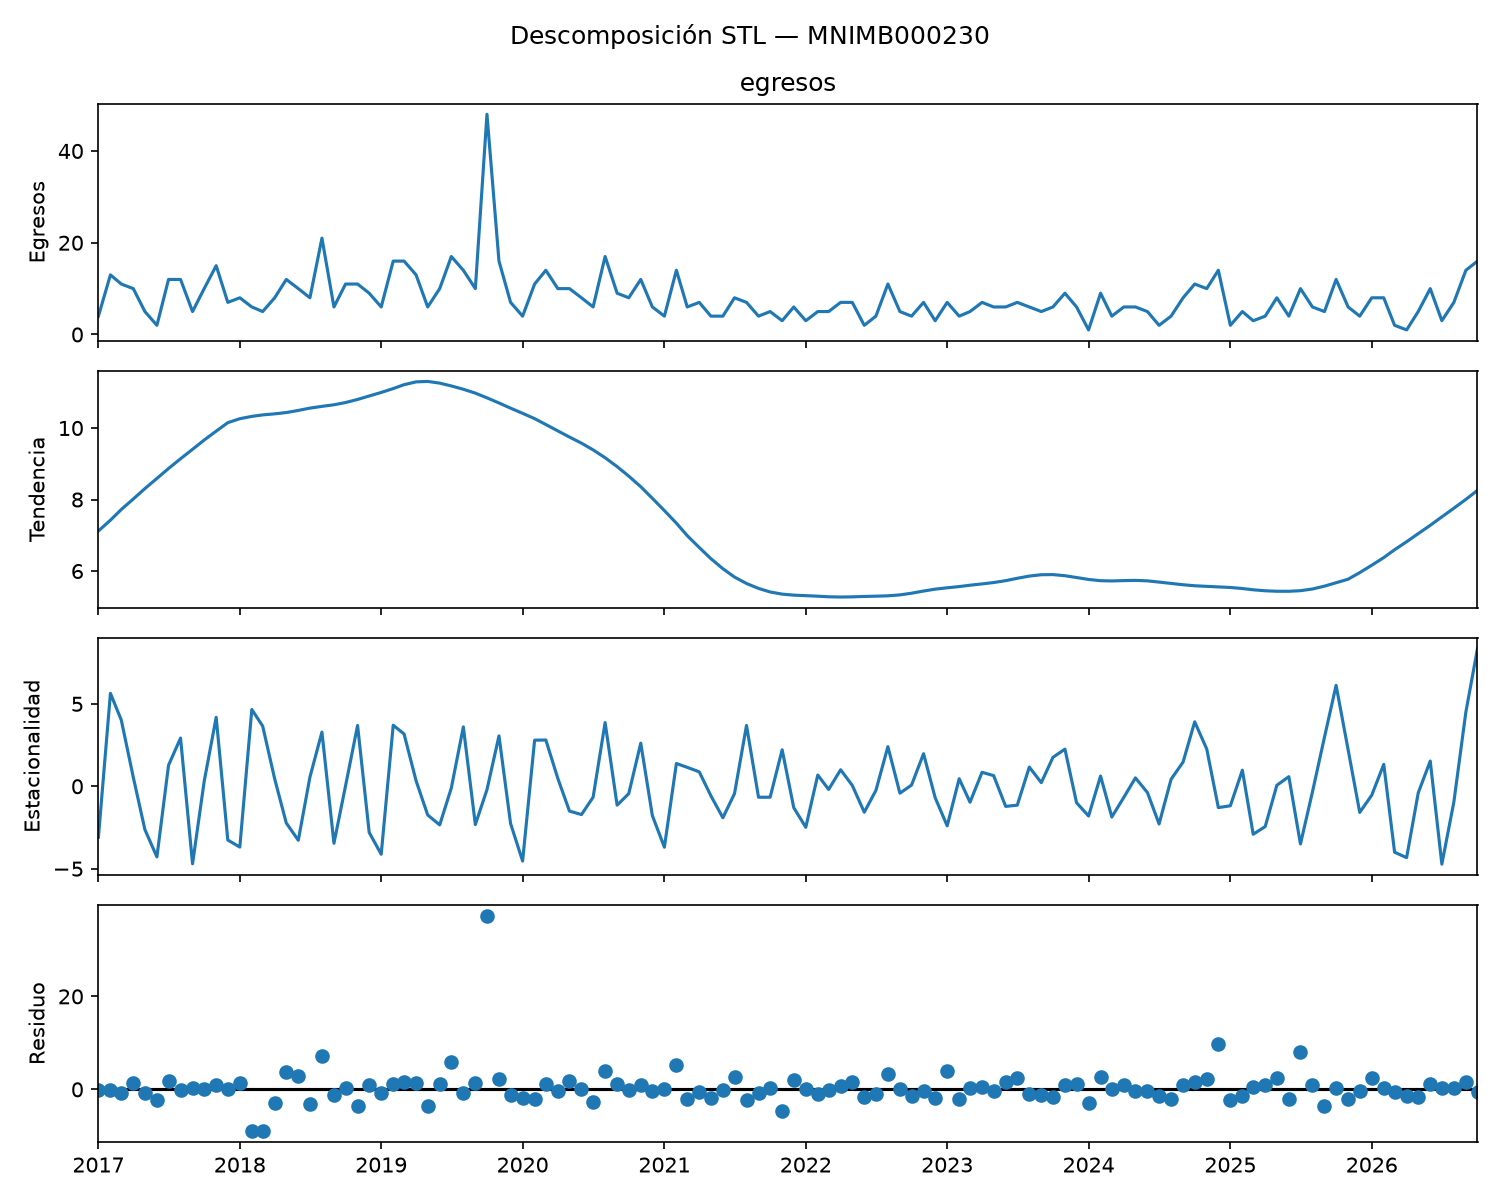 Descomposición STL — MNIMB000230
egresos
Egresos
40
20
0
Tendencia
10
8
6
Estacionalidad
5
0
−5
Residuo
20
0
2017 2018 2019 2020 2021 2022 2023 2024 2025 2026